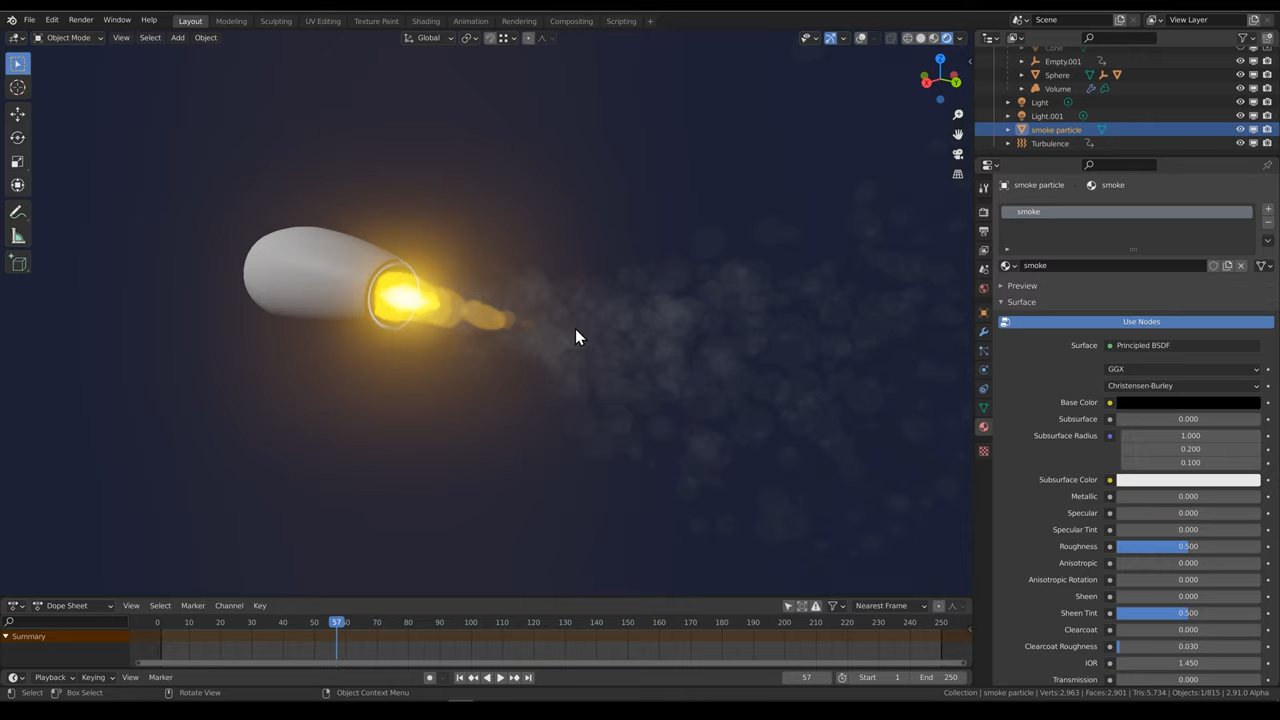 File Edit Render Window Help Layout Modeling Sculpting UV Editing Texture Paint Shading Animation Rendering Compositing Scripting + Scene View Layer
Object Mode View Select Add Object Global
Cone
Empty.001
Sphere
Volume
Light
Light.001
smoke particle
Turbulence
smoke particle smoke
smoke
smoke
Preview
Surface
Use Nodes
Surface Principled BSDF
GGX
Christensen-Burley
Base Color
Subsurface 0.000
Subsurface Radius 1.000
0.200
0.100
Subsurface Color
Metallic 0.000
Specular 0.000
Specular Tint 0.000
Roughness 0.500
Anisotropic 0.000
Anisotropic Rotation 0.000
Sheen 0.000
Sheen Tint 0.500
Clearcoat 0.000
Clearcoat Roughness 0.030
IOR 1.450
Transmission 0.000
X Y Z
Dope Sheet View Select Marker Channel Key Nearest Frame
0 10 20 30 40 50 57 70 80 90 100 110 120 130 140 150 160 170 180 190 200 210 220 230 240 250
Summary
Playback Keying View Marker 57 Start 1 End 250
Select Box Select Rotate View Object Context Menu Collection | smoke particle | Verts:2,963 | Faces:2,901 | Tris:5,734 | Objects:1/815 | 2.91.0 Alpha